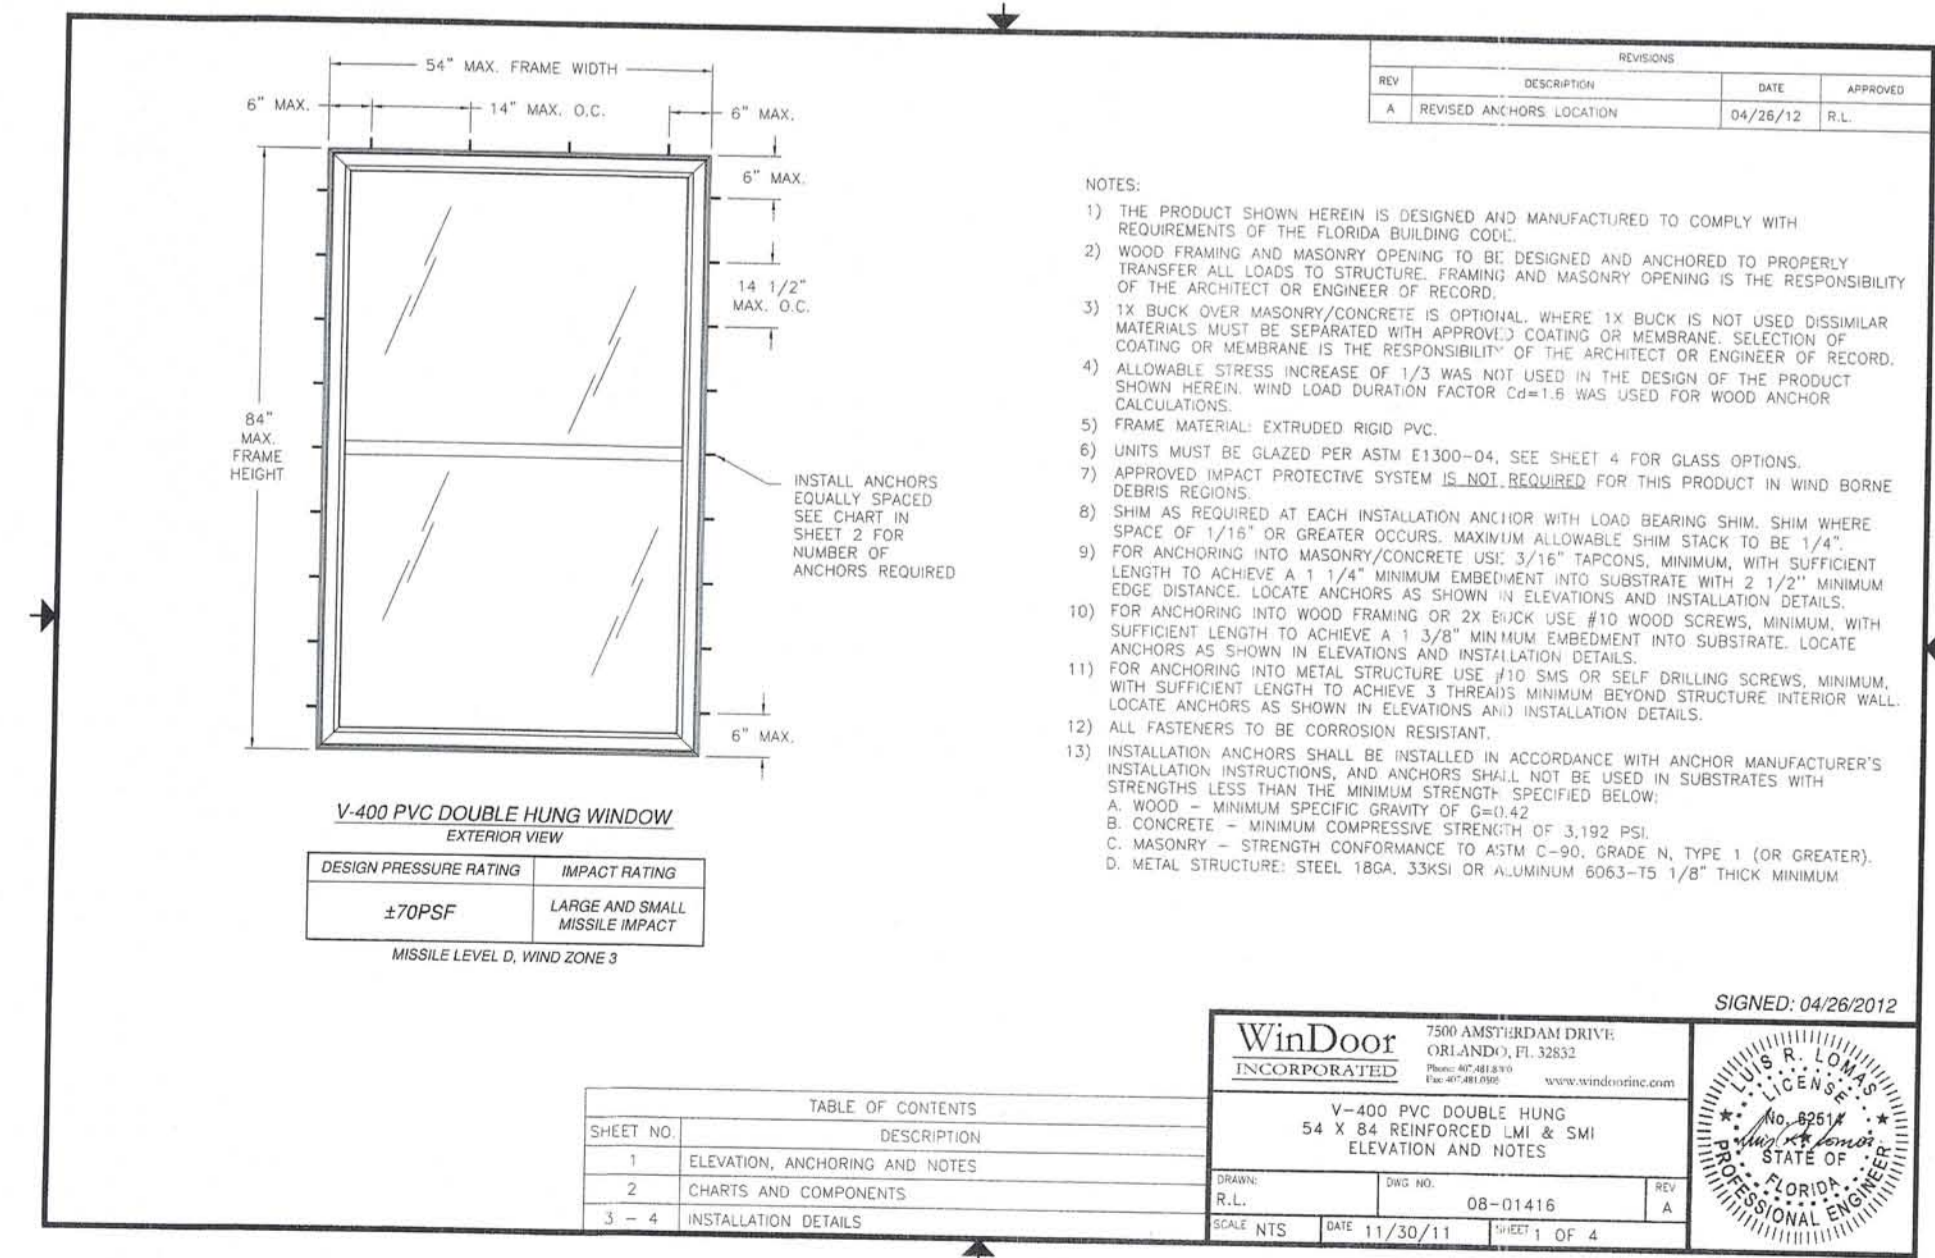 54" MAX. FRAME WIDTH
6" MAX.
14" MAX. O.C.
6" MAX.
6" MAX.
14 1/2"
MAX. O.C.
84"
MAX.
FRAME
HEIGHT
INSTALL ANCHORS
EQUALLY SPACED
SEE CHART IN
SHEET 2 FOR
NUMBER OF
ANCHORS REQUIRED
6" MAX.
V-400 PVC DOUBLE HUNG WINDOW
EXTERIOR VIEW
DESIGN PRESSURE RATING IMPACT RATING
±70PSF LARGE AND SMALL
MISSILE IMPACT
MISSILE LEVEL D, WIND ZONE 3
REVISIONS
REV DESCRIPTION DATE APPROVED
A REVISED ANCHORS LOCATION 04/26/12 R.L.
NOTES:
1) THE PRODUCT SHOWN HEREIN IS DESIGNED AND MANUFACTURED TO COMPLY WITH
REQUIREMENTS OF THE FLORIDA BUILDING CODE.
2) WOOD FRAMING AND MASONRY OPENING TO BE DESIGNED AND ANCHORED TO PROPERLY
TRANSFER ALL LOADS TO STRUCTURE. FRAMING AND MASONRY OPENING IS THE RESPONSIBILITY
OF THE ARCHITECT OR ENGINEER OF RECORD.
3) 1X BUCK OVER MASONRY/CONCRETE IS OPTIONAL. WHERE 1X BUCK IS NOT USED DISSIMILAR
MATERIALS MUST BE SEPARATED WITH APPROVED COATING OR MEMBRANE. SELECTION OF
COATING OR MEMBRANE IS THE RESPONSIBILITY OF THE ARCHITECT OR ENGINEER OF RECORD.
4) ALLOWABLE STRESS INCREASE OF 1/3 WAS NOT USED IN THE DESIGN OF THE PRODUCT
SHOWN HEREIN. WIND LOAD DURATION FACTOR Cd=1.6 WAS USED FOR WOOD ANCHOR
CALCULATIONS.
5) FRAME MATERIAL: EXTRUDED RIGID PVC.
6) UNITS MUST BE GLAZED PER ASTM E1300-04, SEE SHEET 4 FOR GLASS OPTIONS.
7) APPROVED IMPACT PROTECTIVE SYSTEM IS NOT REQUIRED FOR THIS PRODUCT IN WIND BORNE
DEBRIS REGIONS.
8) SHIM AS REQUIRED AT EACH INSTALLATION ANCHOR WITH LOAD BEARING SHIM. SHIM WHERE
SPACE OF 1/16" OR GREATER OCCURS. MAXIMUM ALLOWABLE SHIM STACK TO BE 1/4".
9) FOR ANCHORING INTO MASONRY/CONCRETE USE 3/16" TAPCONS, MINIMUM, WITH SUFFICIENT
LENGTH TO ACHIEVE A 1 1/4" MINIMUM EMBEDMENT INTO SUBSTRATE WITH 2 1/2" MINIMUM
EDGE DISTANCE. LOCATE ANCHORS AS SHOWN IN ELEVATIONS AND INSTALLATION DETAILS.
10) FOR ANCHORING INTO WOOD FRAMING OR 2X BUCK USE #10 WOOD SCREWS, MINIMUM, WITH
SUFFICIENT LENGTH TO ACHIEVE A 1 3/8" MINIMUM EMBEDMENT INTO SUBSTRATE. LOCATE
ANCHORS AS SHOWN IN ELEVATIONS AND INSTALLATION DETAILS.
11) FOR ANCHORING INTO METAL STRUCTURE USE #10 SMS OR SELF DRILLING SCREWS, MINIMUM,
WITH SUFFICIENT LENGTH TO ACHIEVE 3 THREADS MINIMUM BEYOND STRUCTURE INTERIOR WALL.
LOCATE ANCHORS AS SHOWN IN ELEVATIONS AND INSTALLATION DETAILS.
12) ALL FASTENERS TO BE CORROSION RESISTANT.
13) INSTALLATION ANCHORS SHALL BE INSTALLED IN ACCORDANCE WITH ANCHOR MANUFACTURER'S
INSTALLATION INSTRUCTIONS, AND ANCHORS SHALL NOT BE USED IN SUBSTRATES WITH
STRENGTHS LESS THAN THE MINIMUM STRENGTH SPECIFIED BELOW:
A. WOOD - MINIMUM SPECIFIC GRAVITY OF G=0.42
B. CONCRETE - MINIMUM COMPRESSIVE STRENGTH OF 3,192 PSI.
C. MASONRY - STRENGTH CONFORMANCE TO ASTM C-90, GRADE N, TYPE 1 (OR GREATER).
D. METAL STRUCTURE: STEEL 18GA, 33KSI OR ALUMINUM 6063-T5 1/8" THICK MINIMUM
SIGNED: 04/26/2012
TABLE OF CONTENTS
SHEET NO. DESCRIPTION
1 ELEVATION, ANCHORING AND NOTES
2 CHARTS AND COMPONENTS
3 - 4 INSTALLATION DETAILS
WinDoor
INCORPORATED
7500 AMSTERDAM DRIVE
ORLANDO, FL 32832
Fax: 407.481.0505 www.windoorinc.com
V-400 PVC DOUBLE HUNG
54 X 84 REINFORCED LMI & SMI
ELEVATION AND NOTES
DRAWN:
R.L.
DWG NO.
08-01416
REV
A
SCALE NTS DATE 11/30/11 SHEET 1 OF 4
LUIS R. LOMAS
LICENSE
No. 62514
STATE OF
FLORIDA
PROFESSIONAL ENGINEER